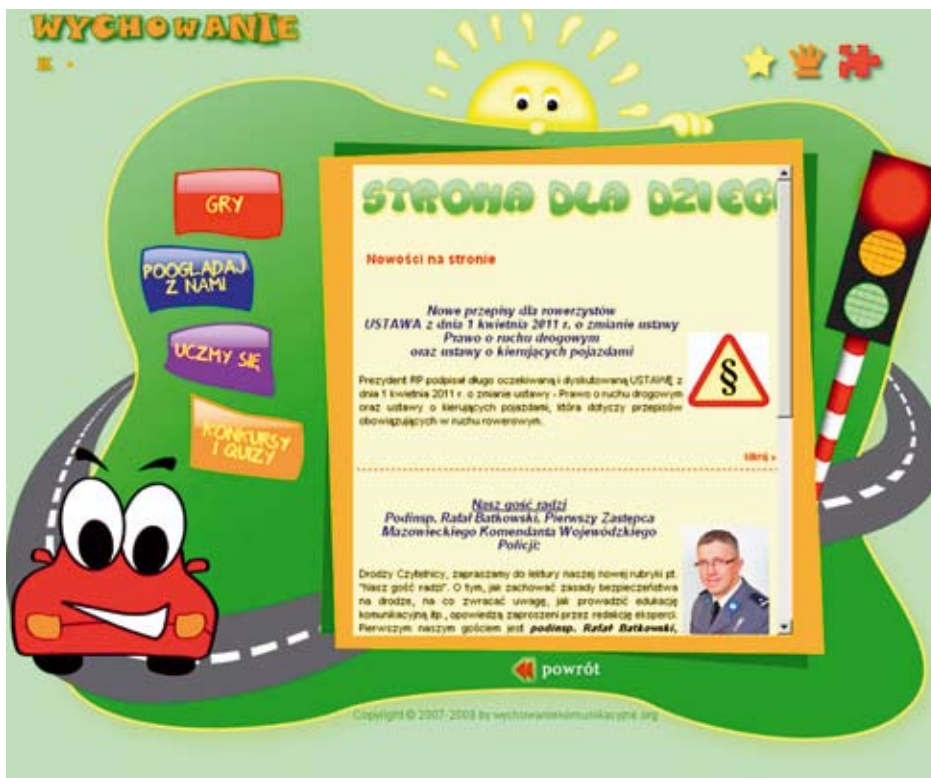 WYCHOWANIE
K
GRY
POOGLĄDAJ
Z NAMI
UCZMY SIĘ
KONKURSY
I QUIZY
STRONA DLA DZIECI
Nowości na stronie
Nowe przepisy dla rowerzystów
USTAWA z dnia 1 kwietnia 2011 r. o zmianie ustawy
Prawo o ruchu drogowym
oraz ustawy o kierujących pojazdami
§
Prezydent RP podpisał długo oczekiwaną i dyskutowaną USTAWĘ z
dnia 1 kwietnia 2011 r. o zmianie ustawy - Prawo o ruchu drogowym
oraz ustawy o kierujących pojazdami, która dotyczy przepisów
obowiązujących w ruchu rowerowym.
kliknij »
Nasz gość radzi
Podinsp. Rafał Batkowski, Pierwszy Zastępca
Mazowieckiego Komendanta Wojewódzkiego
Policji:
Drodzy Czytelnicy, zapraszamy do lektury naszej nowej rubryki pt.
"Nasz gość radzi". O tym, jak zachować zasady bezpieczeństwa
na drodze, na co zwracać uwagę, jak prowadzić edukację
komunikacyjną itp., opowiedzą zaproszeni przez redakcję eksperci.
Pierwszym naszym gościem jest podinsp. Rafał Batkowski,
powrót
Copyright © 2007-2008 by wychowaniekomunikacyjne.org